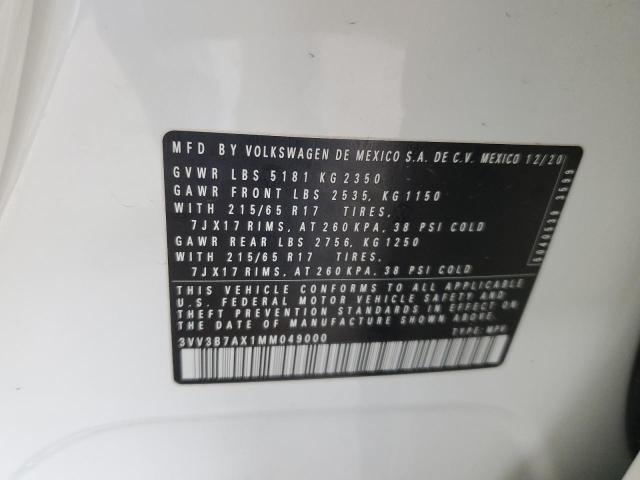 MFD BY VOLKSWAGEN DE MEXICO S.A. DE C.V. MEXICO 12/20
GVWR LBS 5181 KG 2350
GAWR FRONT LBS 2535, KG 1150
WITH 215/65 R17 TIRES,
7JX17 RIMS, AT 260 KPA, 38 PSI COLD
GAWR REAR LBS 2756, KG 1250
WITH 215/65 R17 TIRES,
7JX17 RIMS, AT 260 KPA, 38 PSI COLD
THIS VEHICLE CONFORMS TO ALL APPLICABLE
U.S. FEDERAL MOTOR VEHICLE SAFETY AND
THEFT PREVENTION STANDARDS IN EFFECT ON
THE DATE OF MANUFACTURE SHOWN ABOVE.
3VV3B7AX1MM049000 TYPE: MPV